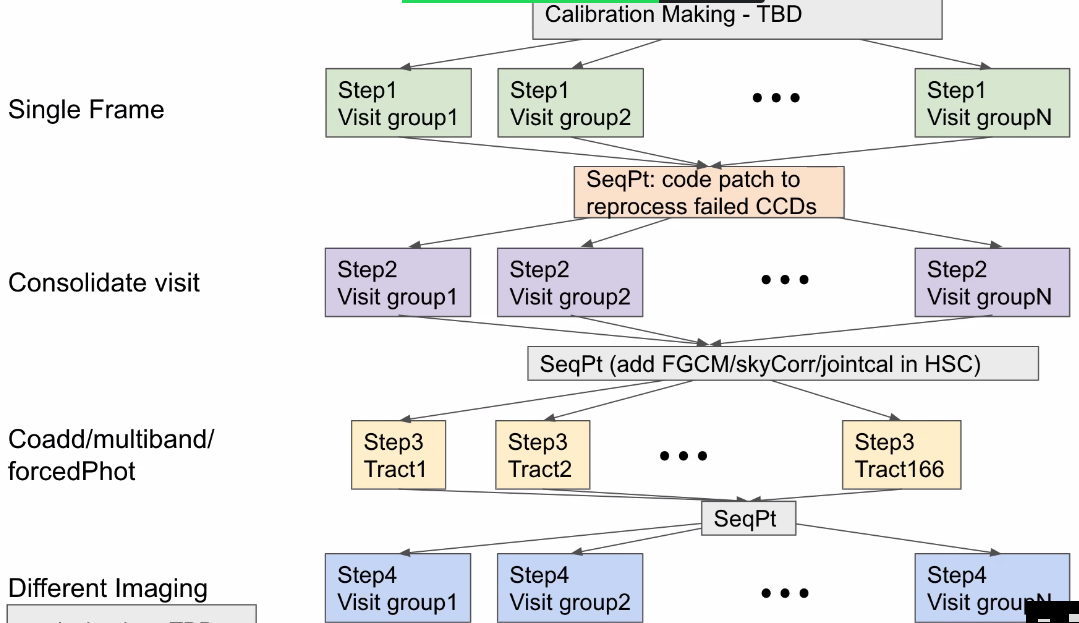 Calibration Making - TBD
Single Frame
Step1
Visit group1
Step1
Visit group2
Step1
Visit groupN
SeqPt: code patch to
reprocess failed CCDs
Consolidate visit
Step2
Visit group1
Step2
Visit group2
Step2
Visit groupN
SeqPt (add FGCM/skyCorr/jointcal in HSC)
Coadd/multiband/
forcedPhot
Step3
Tract1
Step3
Tract2
Step3
Tract166
SeqPt
Different Imaging
Step4
Visit group1
Step4
Visit group2
Step4
Visit groupN
TBD